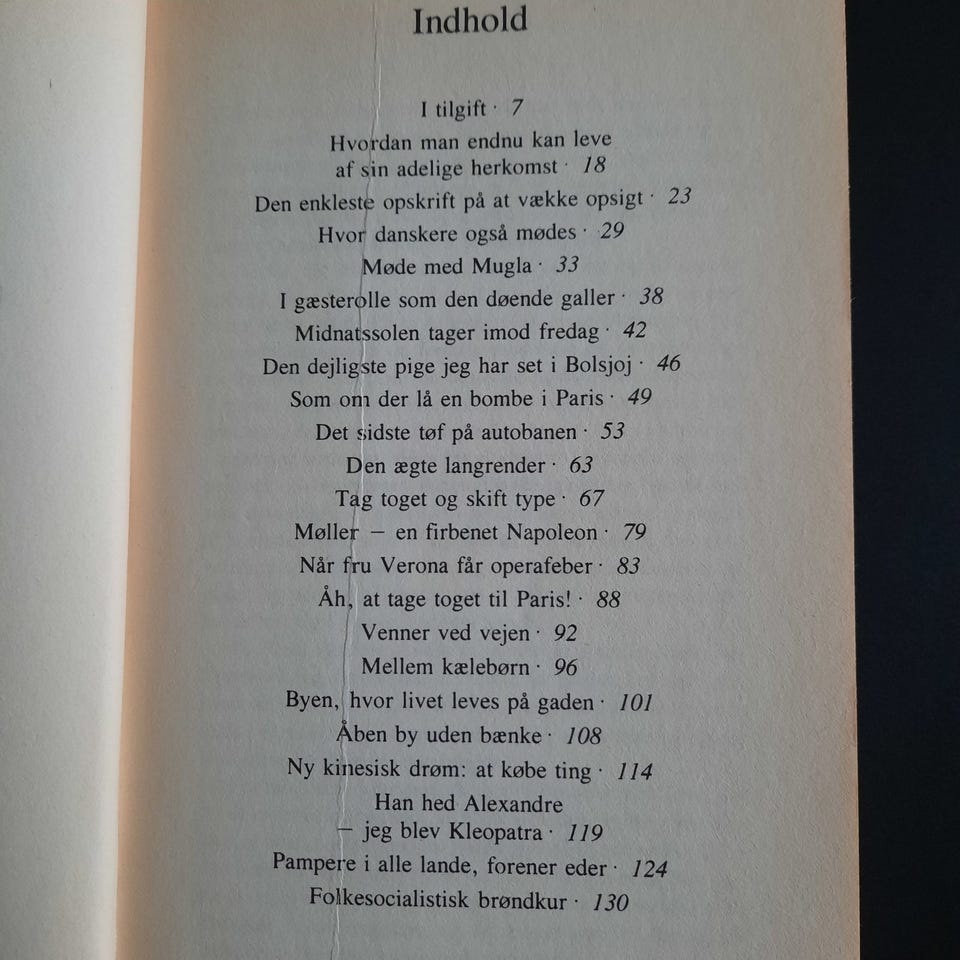 Indhold
I tilgift · 7
Hvordan man endnu kan leve
af sin adelige herkomst · 18
Den enkleste opskrift på at vække opsigt · 23
Hvor danskere også mødes · 29
Møde med Mugla · 33
I gæsterolle som den døende galler · 38
Midnatssolen tager imod fredag · 42
Den dejligste pige jeg har set i Bolsjoj · 46
Som om der lå en bombe i Paris · 49
Det sidste tøf på autobanen · 53
Den ægte langrender · 63
Tag toget og skift type · 67
Møller – en firbenet Napoleon · 79
Når fru Verona får operafeber · 83
Åh, at tage toget til Paris! · 88
Venner ved vejen · 92
Mellem kælebørn · 96
Byen, hvor livet leves på gaden · 101
Åben by uden bænke · 108
Ny kinesisk drøm: at købe ting · 114
Han hed Alexandre
– jeg blev Kleopatra · 119
Pampere i alle lande, forener eder · 124
Folkesocialistisk brøndkur · 130